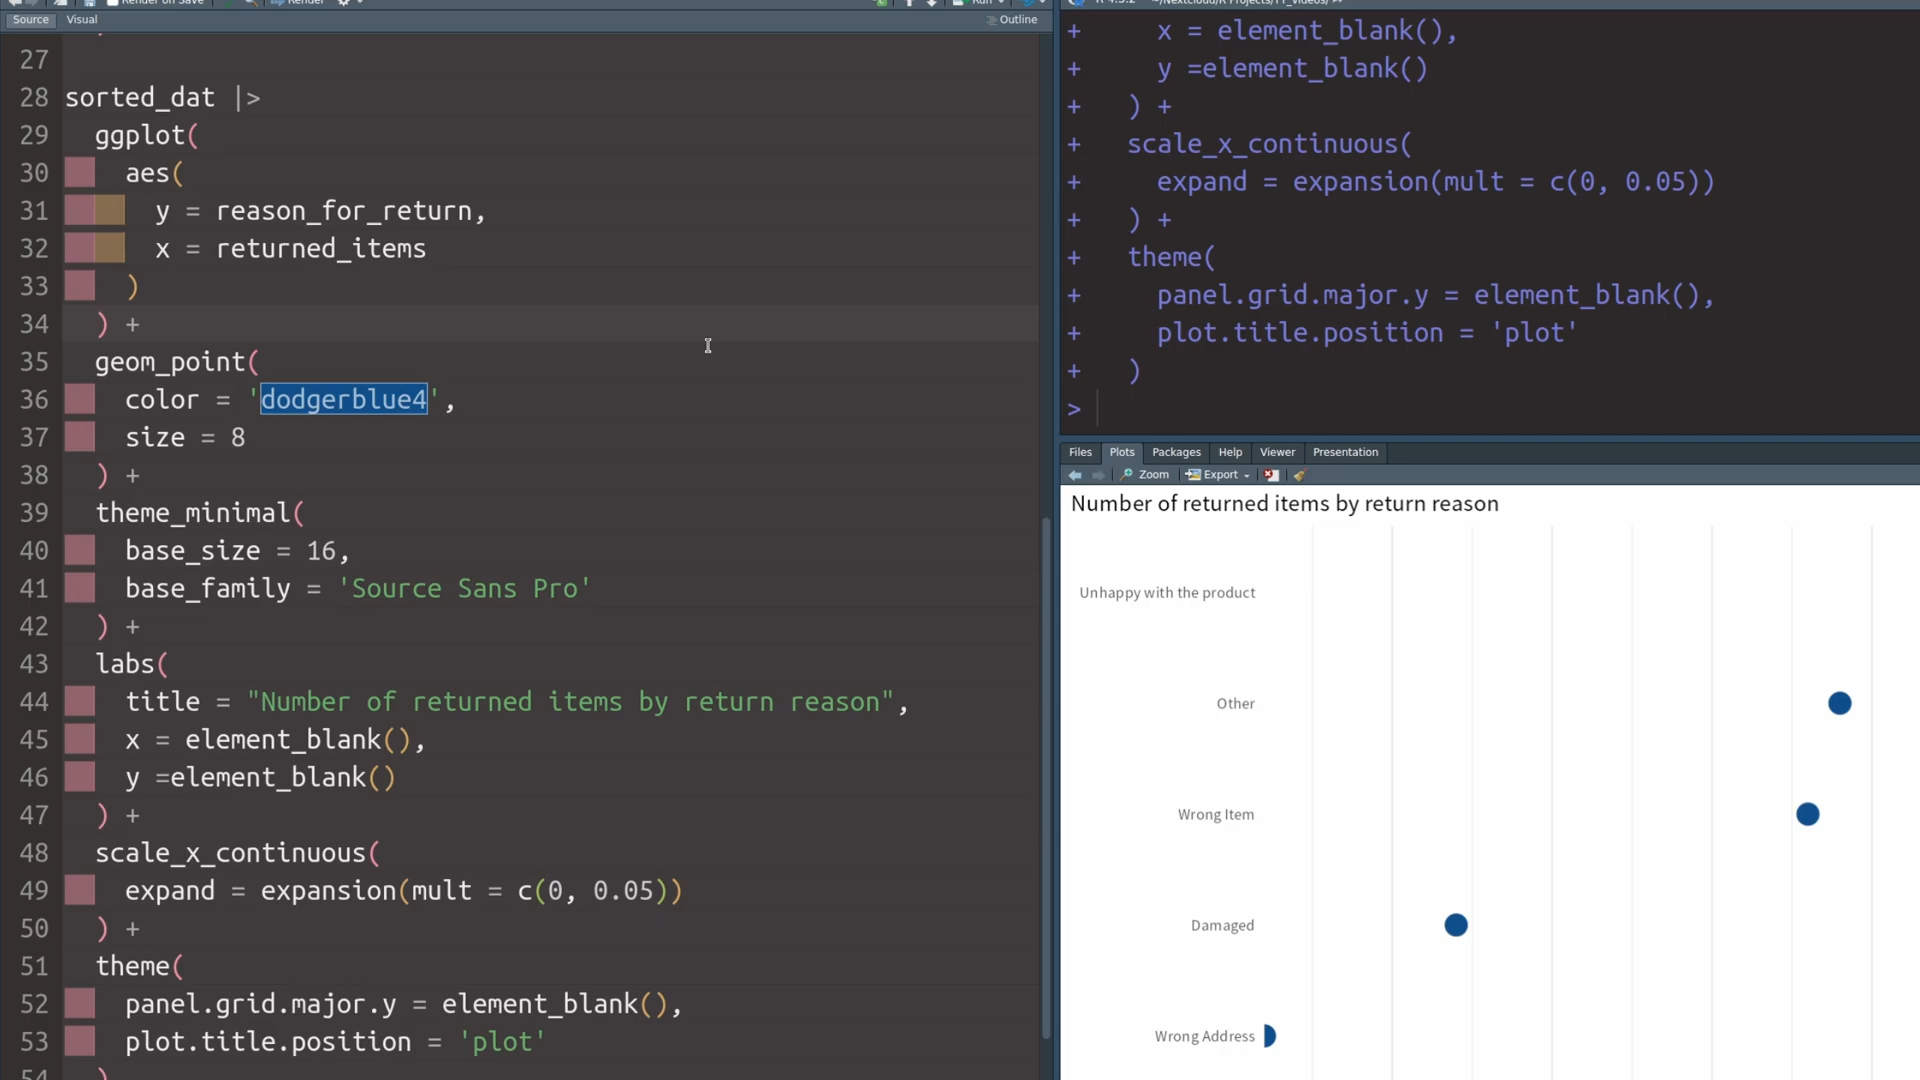 Render on Save
Render
Run
Source Visual
Outline
27
28 sorted_dat |>
29 ggplot(
30 aes(
31 y = reason_for_return,
32 x = returned_items
33 )
34 ) +
35 geom_point(
36 color = 'dodgerblue4',
37 size = 8
38 ) +
39 theme_minimal(
40 base_size = 16,
41 base_family = 'Source Sans Pro'
42 ) +
43 labs(
44 title = "Number of returned items by return reason",
45 x = element_blank(),
46 y =element_blank()
47 ) +
48 scale_x_continuous(
49 expand = expansion(mult = c(0, 0.05))
50 ) +
51 theme(
52 panel.grid.major.y = element_blank(),
53 plot.title.position = 'plot'
54 )
+ x = element_blank(),
+ y =element_blank()
+ ) +
+ scale_x_continuous(
+ expand = expansion(mult = c(0, 0.05))
+ ) +
+ theme(
+ panel.grid.major.y = element_blank(),
+ plot.title.position = 'plot'
+ )
>
Files Plots Packages Help Viewer Presentation
Zoom Export
Number of returned items by return reason
Unhappy with the product
Other
Wrong Item
Damaged
Wrong Address